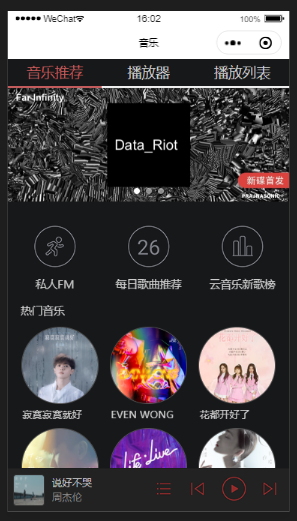 WeChat
16:02
100%
音乐
音乐推荐
播放器
播放列表
Far Infinity
Data_Riot
新碟首发
26
私人FM
每日歌曲推荐
云音乐新歌榜
热门音乐
寂寞寂寞就好
EVEN WONG
花都开好了
Life, Live
说好不哭
周杰伦